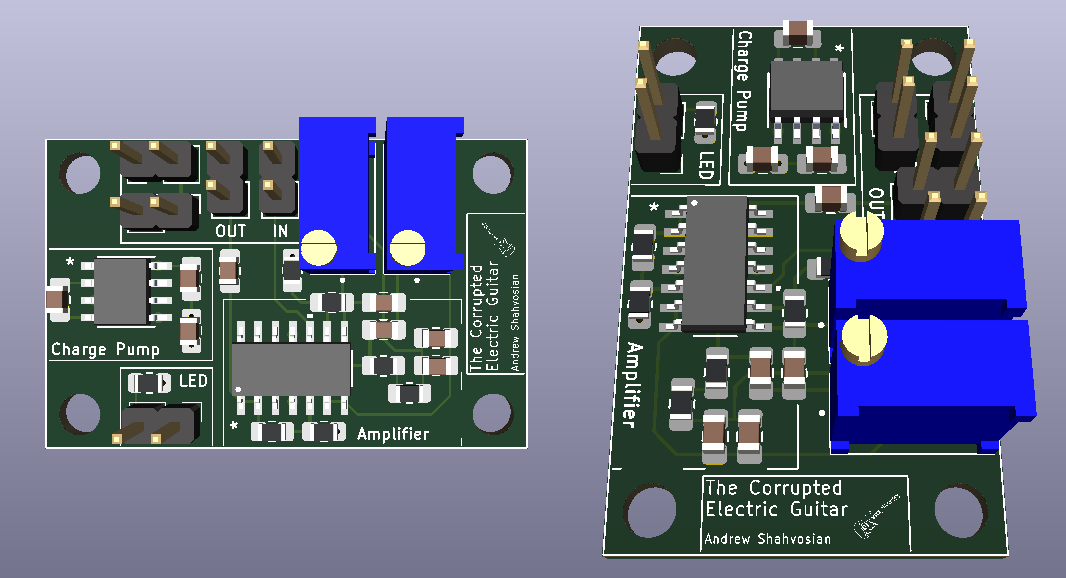 OUT IN
*
Charge Pump
LED
*
Amplifier
The Corrupted
Electric Guitar
Andrew Shahvosian
Charge Pump
*
LED
OU
*
Amplifier
The Corrupted
Electric Guitar
Andrew Shahvosian